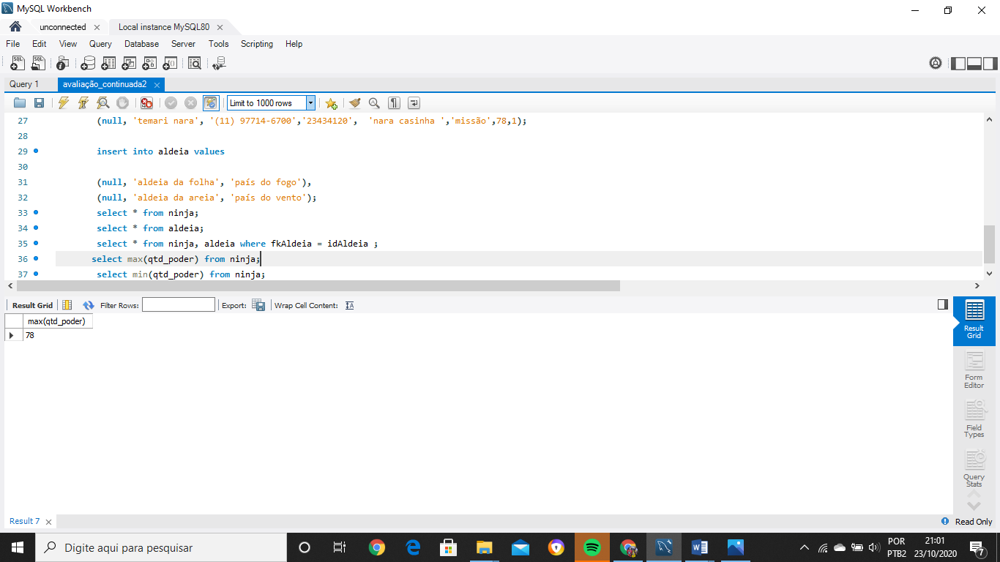 MySQL Workbench
unconnected
Local instance MySQL80
File Edit View Query Database Server Tools Scripting Help
Query 1
avaliação_continuada2
Limit to 1000 rows
27 (null, 'temari nara', '(11) 97714-6700','23434120', 'nara casinha ','missão',78,1);
28
29 insert into aldeia values
30
31 (null, 'aldeia da folha', 'país do fogo'),
32 (null, 'aldeia da areia', 'país do vento');
33 select * from ninja;
34 select * from aldeia;
35 select * from ninja, aldeia where fkAldeia = idAldeia ;
36 select max(qtd_poder) from ninja;
37 select min(qtd_poder) from ninja;
Result Grid Filter Rows: Export: Wrap Cell Content:
max(qtd_poder)
78
Result
Grid
Form
Editor
Field
Types
Query
Stats
Result 7
Read Only
Digite aqui para pesquisar
POR
PTB2
21:01
23/10/2020
7